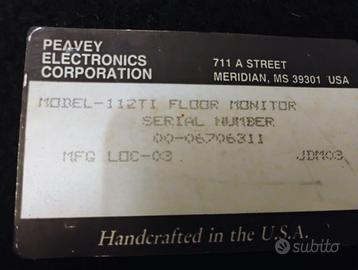 PEAVEY
ELECTRONICS
CORPORATION
711 A STREET
MERIDIAN, MS 39301 USA
MODEL-112TI FLOOR MONITOR
SERIAL NUMBER
00-06706311
MFG LOC-03 JDM03
Handcrafted in the U.S.A.
subito